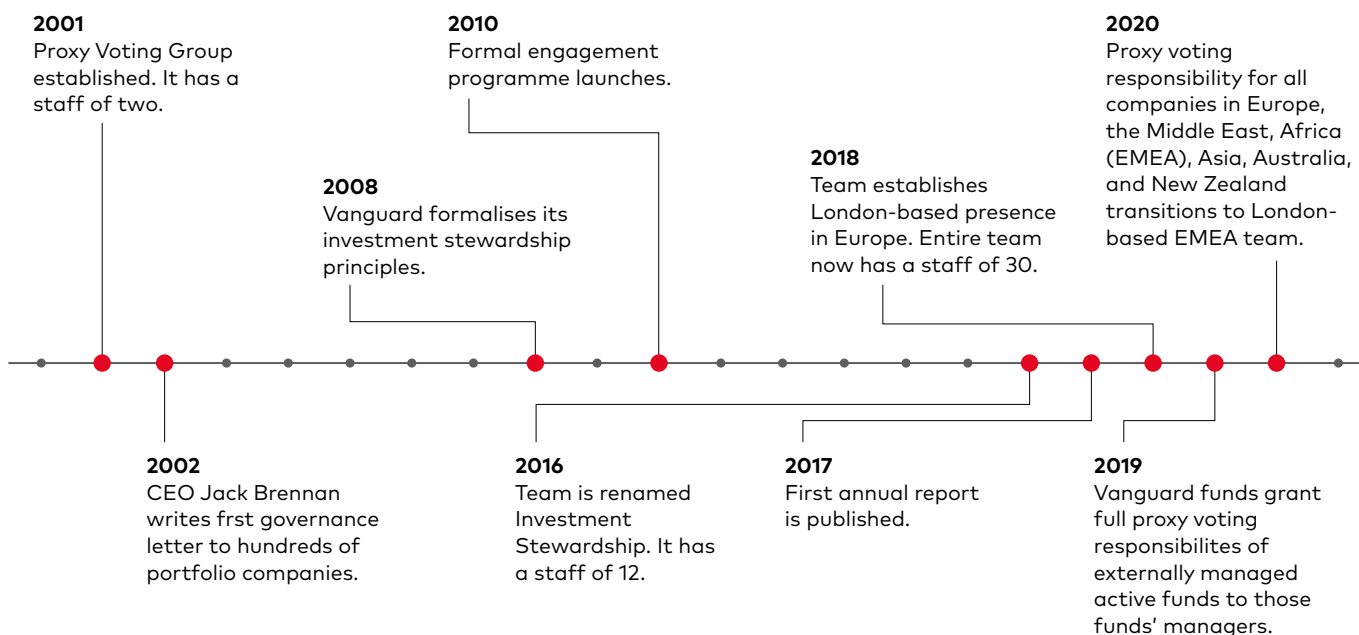 2001
Proxy Voting Group
established. It has a
staff of two.
2010
Formal engagement
programme launches.
2020
Proxy voting
responsibility for all
companies in Europe,
the Middle East, Africa
(EMEA), Asia, Australia,
and New Zealand
transitions to London-
based EMEA team.
2008
Vanguard formalises its
investment stewardship
principles.
2018
Team establishes
London-based presence
in Europe. Entire team
now has a staff of 30.
2002
CEO Jack Brennan
writes frst governance
letter to hundreds of
portfolio companies.
2016
Team is renamed
Investment
Stewardship. It has
a staff of 12.
2017
First annual report
is published.
2019
Vanguard funds grant
full proxy voting
responsibilites of
externally managed
active funds to those
funds’ managers.